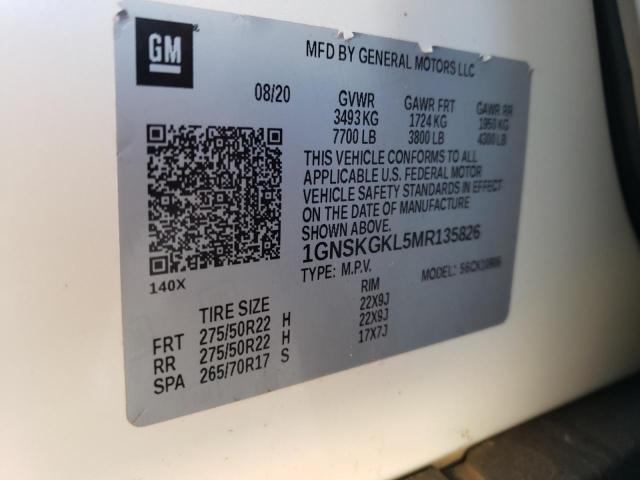 GM
MFD BY GENERAL MOTORS LLC
08/20 GVWR GAWR FRT GAWR RR
3493 KG 1724 KG 1950 KG
7700 LB 3800 LB 4300 LB
THIS VEHICLE CONFORMS TO ALL
APPLICABLE U.S. FEDERAL MOTOR
VEHICLE SAFETY STANDARDS IN EFFECT
ON THE DATE OF MANUFACTURE
SHOWN ABOVE.
1GNSKGKL5MR135826
TYPE: M.P.V. MODEL:
140X
TIRE SIZE RIM
FRT 275/50R22 H 22X9J
RR 275/50R22 H 22X9J
SPA 265/70R17 S 17X7J